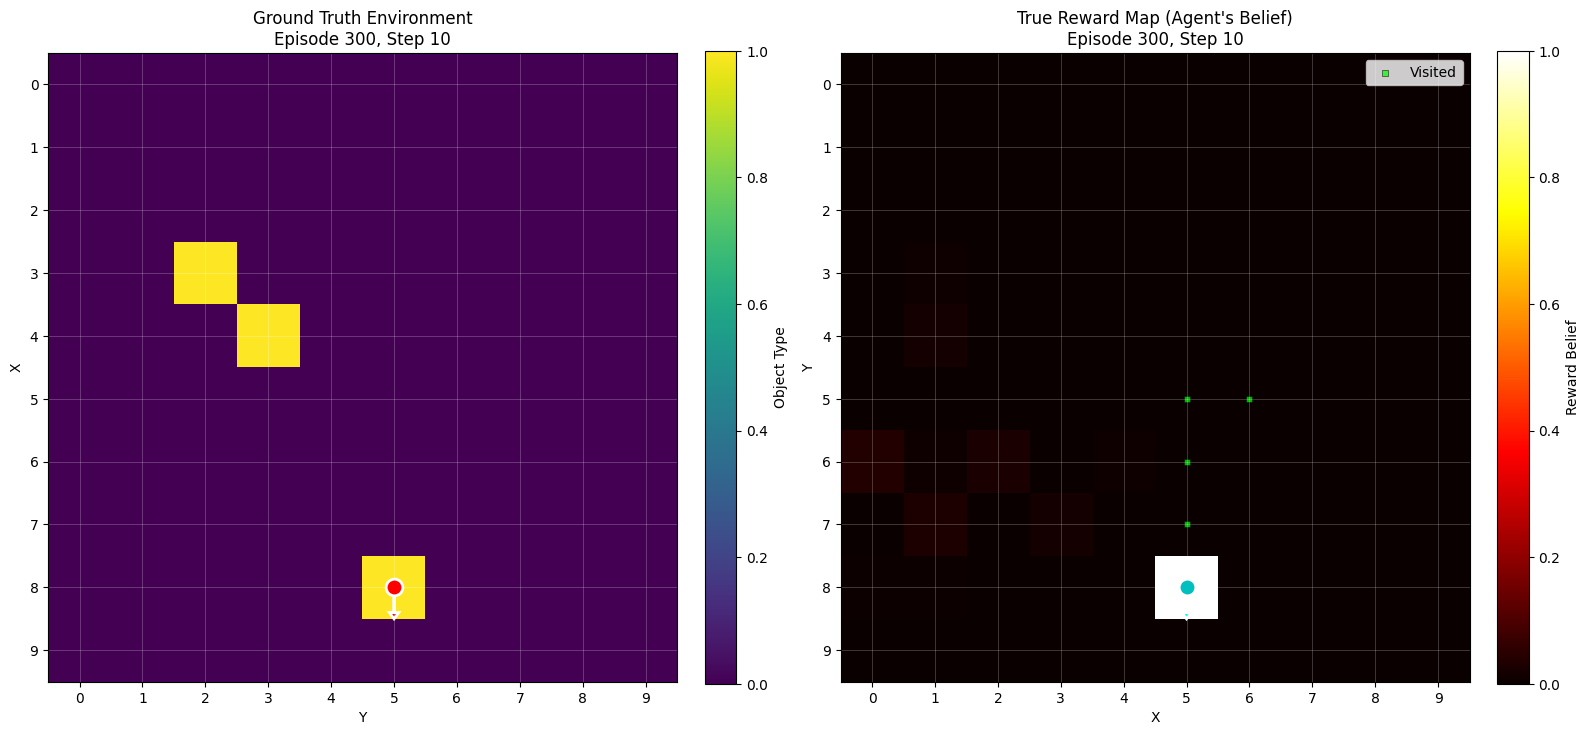 Ground Truth Environment
Episode 300, Step 10
X
0
1
2
3
4
5
6
7
8
9
0 1 2 3 4 5 6 7 8 9
Y
1.0
0.8
0.6
0.4
0.2
0.0
Object Type
True Reward Map (Agent's Belief)
Episode 300, Step 10
Visited
Y
0
1
2
3
4
5
6
7
8
9
0 1 2 3 4 5 6 7 8 9
X
1.0
0.8
0.6
0.4
0.2
0.0
Reward Belief